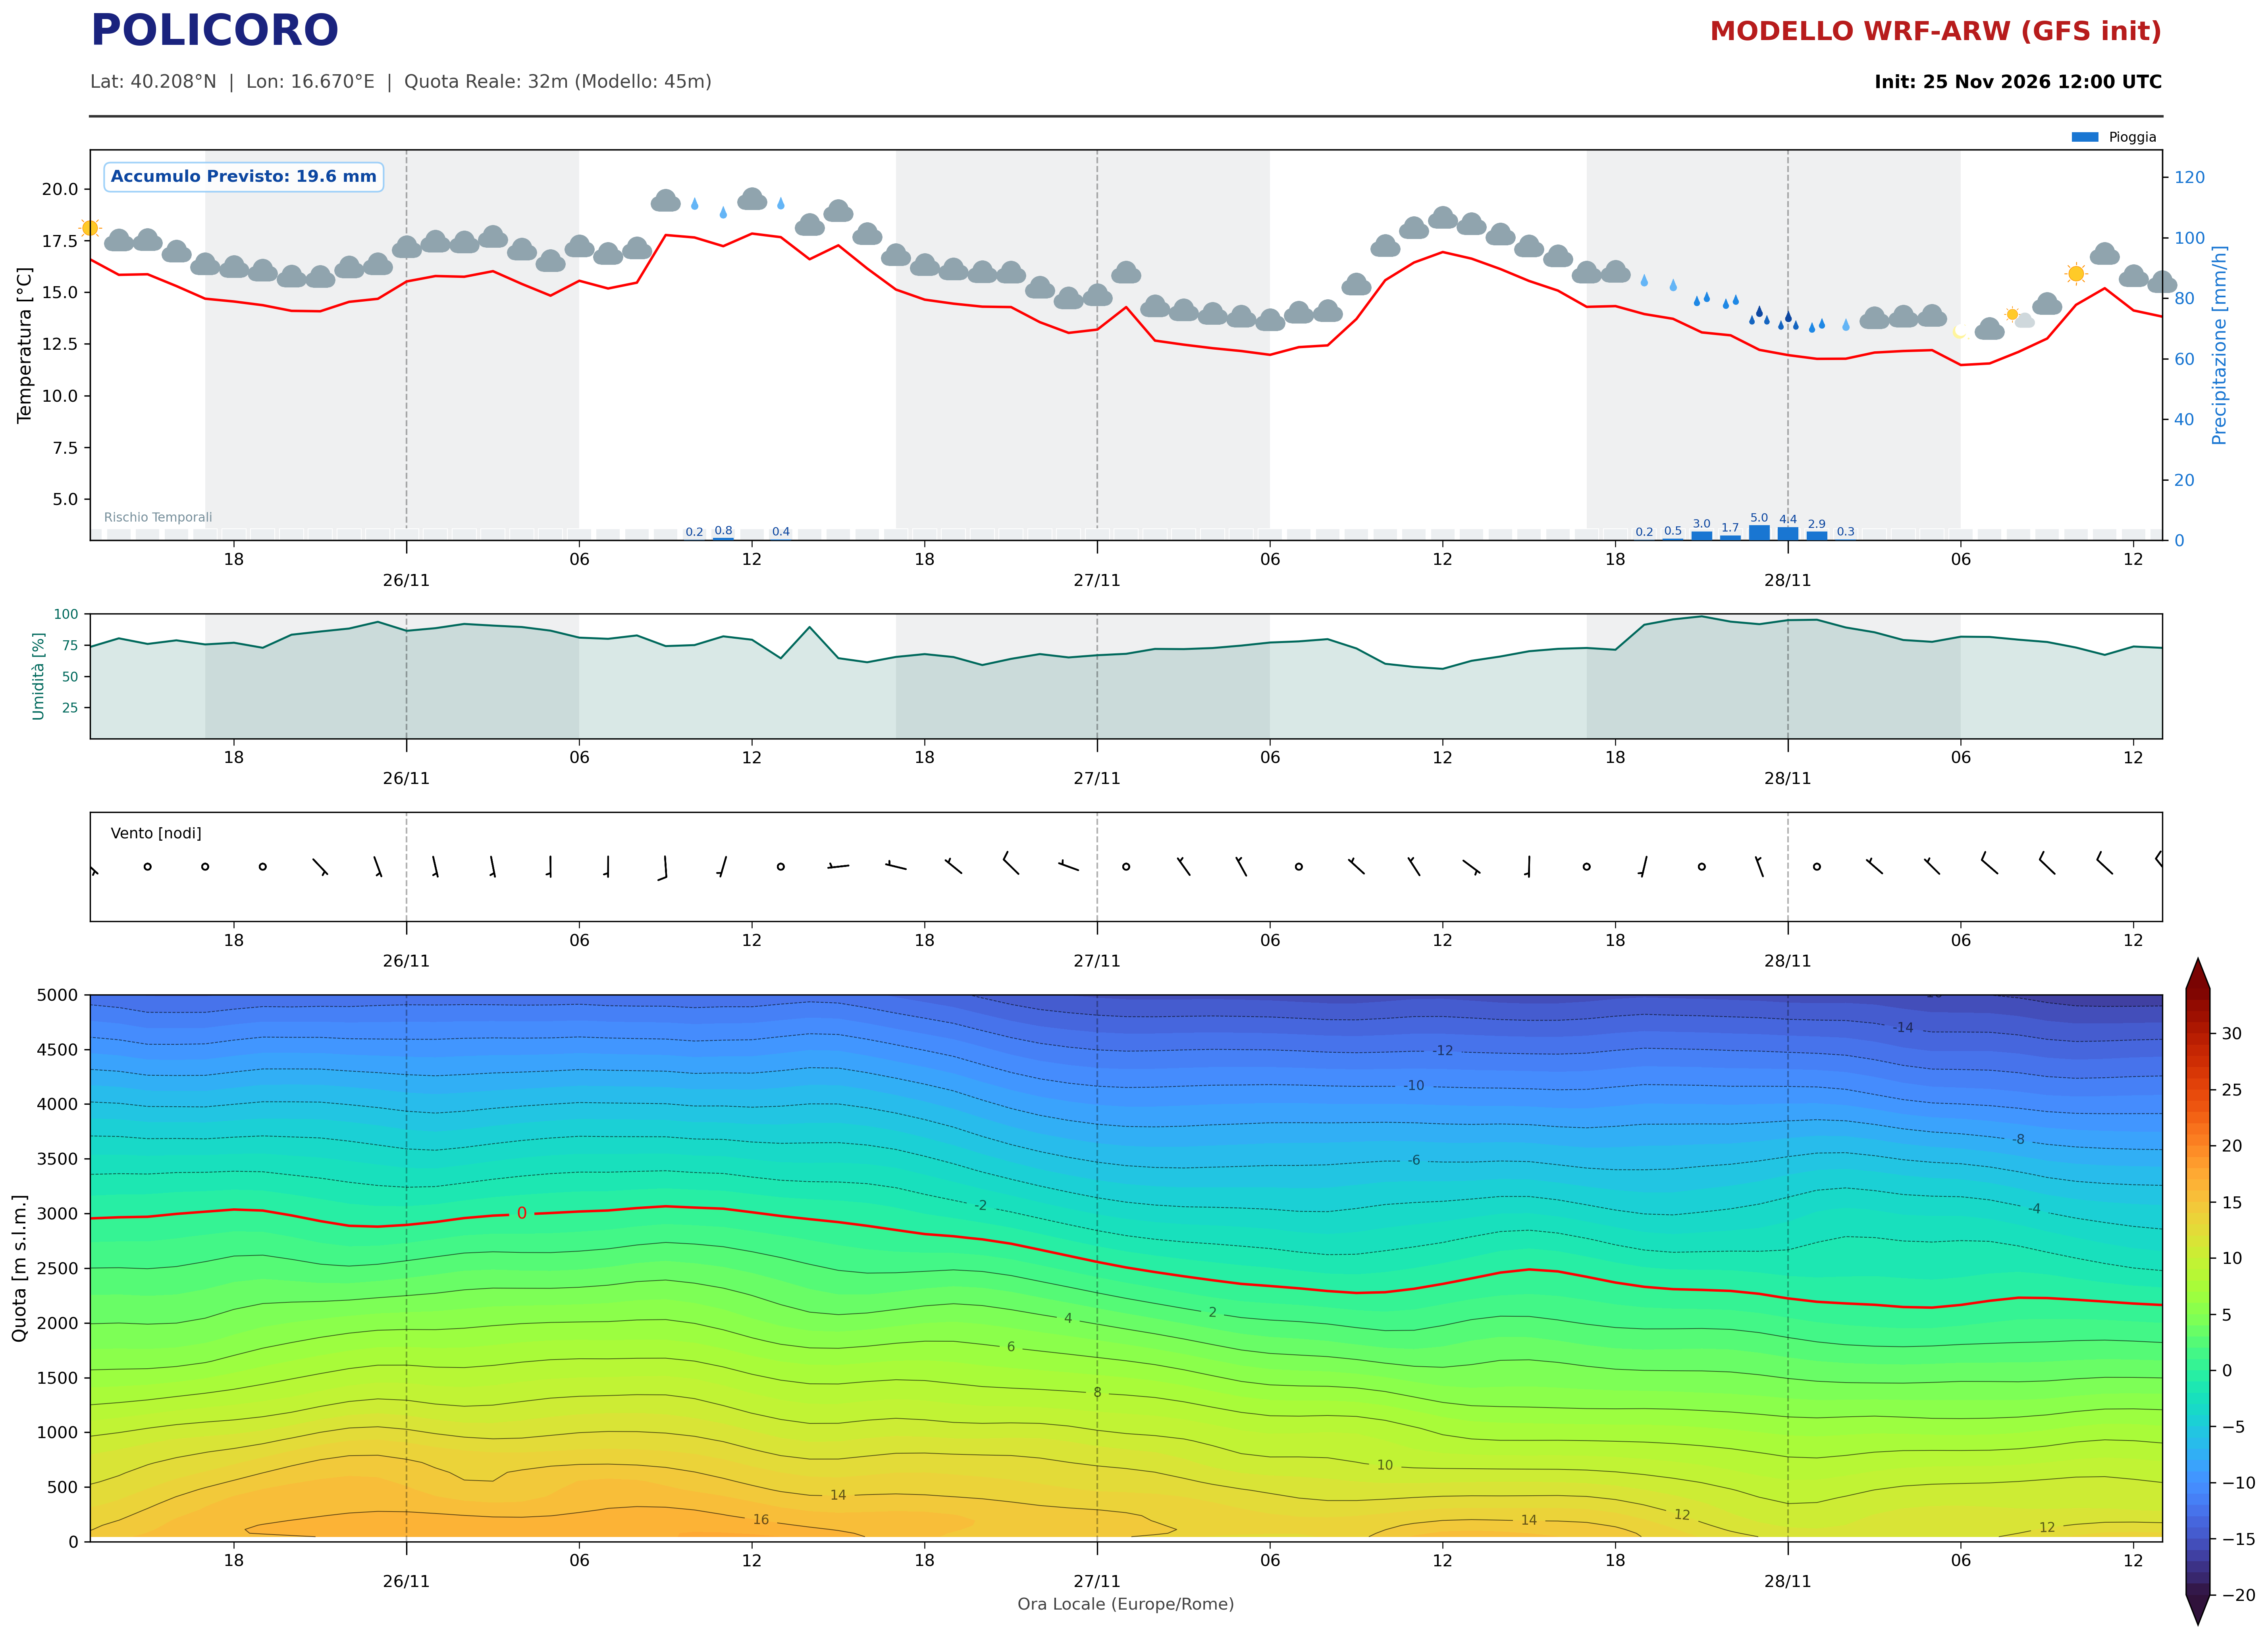 POLICORO
MODELLO WRF-ARW (GFS init)
Lat: 40.208°N | Lon: 16.670°E | Quota Reale: 32m (Modello: 45m)
Init: 25 Nov 2026 12:00 UTC
Pioggia
Accumulo Previsto: 19.6 mm
Temperatura [°C]
20.0
17.5
15.0
12.5
10.0
7.5
5.0
Precipitazione [mm/h]
120
100
80
60
40
20
0
Rischio Temporali
0.2 0.8 0.4 0.2 0.5 3.0 1.7 5.0 4.4 2.9 0.3
18 06 12 18 06 12 18 06 12
26/11 27/11 28/11
Umidità [%]
100
75
50
25
18 06 12 18 06 12 18 06 12
26/11 27/11 28/11
Vento [nodi]
18 06 12 18 06 12 18 06 12
26/11 27/11 28/11
Quota [m s.l.m.]
5000
4500
4000
3500
3000
2500
2000
1500
1000
500
0
-14
-12
-10
-8
-6
-4
-2
0
2
4
6
8
10
12
14
16
14
12
30
25
20
15
10
5
0
−5
−10
−15
−20
18 06 12 18 06 12 18 06 12
26/11 27/11 28/11
Ora Locale (Europe/Rome)